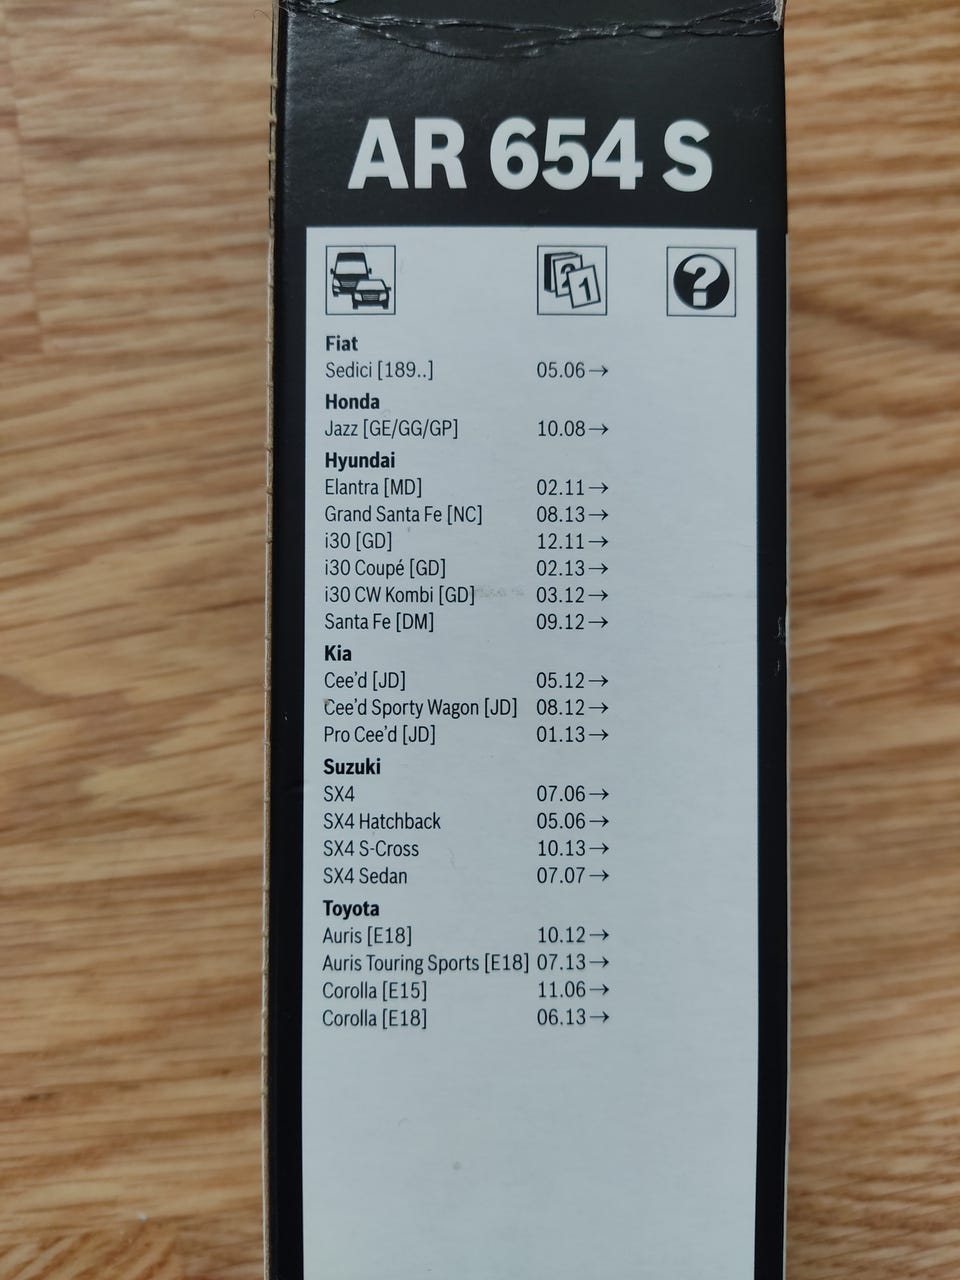 AR 654 S
2 1
?
Fiat
Sedici [189..] 05.06→
Honda
Jazz [GE/GG/GP] 10.08→
Hyundai
Elantra [MD] 02.11→
Grand Santa Fe [NC] 08.13→
i30 [GD] 12.11→
i30 Coupé [GD] 02.13→
i30 CW Kombi [GD] 03.12→
Santa Fe [DM] 09.12→
Kia
Cee’d [JD] 05.12→
Cee’d Sporty Wagon [JD] 08.12→
Pro Cee’d [JD] 01.13→
Suzuki
SX4 07.06→
SX4 Hatchback 05.06→
SX4 S-Cross 10.13→
SX4 Sedan 07.07→
Toyota
Auris [E18] 10.12→
Auris Touring Sports [E18] 07.13→
Corolla [E15] 11.06→
Corolla [E18] 06.13→